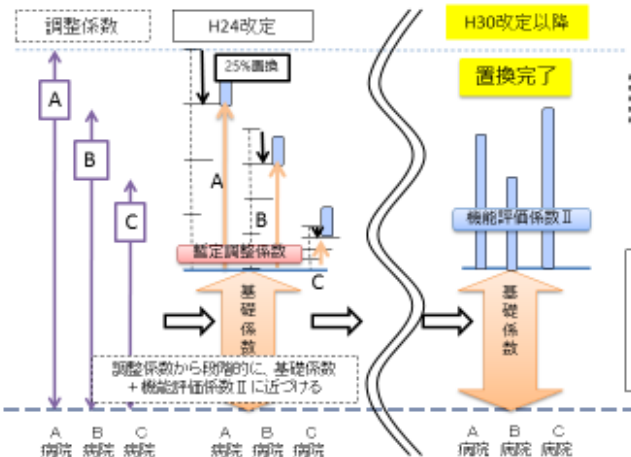 調整係数
H24改定
H30改定以降
25%置換
置換完了
A
B
C
A
B
C
暫定調整係数
機能評価係数Ⅱ
基礎係数
基礎係数
調整係数から段階的に、基礎係数
+機能評価係数Ⅱに近づける
A
病院
B
病院
C
病院
A
病院
B
病院
C
病院
A
病院
B
病院
C
病院